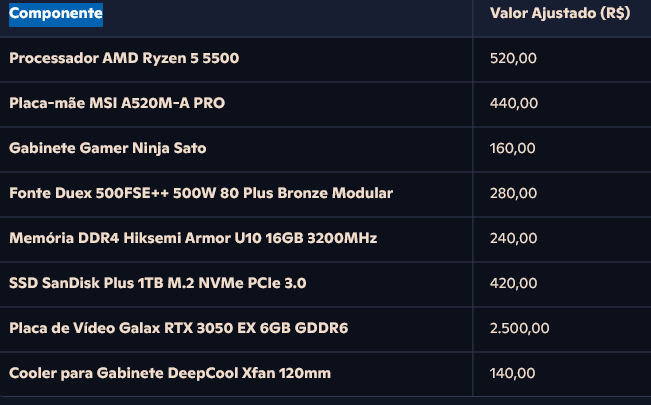 Componente Valor Ajustado (R$)
Processador AMD Ryzen 5 5500 520,00
Placa-mãe MSI A520M-A PRO 440,00
Gabinete Gamer Ninja Sato 160,00
Fonte Duex 500FSE++ 500W 80 Plus Bronze Modular 280,00
Memória DDR4 Hiksemi Armor U10 16GB 3200MHz 240,00
SSD SanDisk Plus 1TB M.2 NVMe PCIe 3.0 420,00
Placa de Vídeo Galax RTX 3050 EX 6GB GDDR6 2.500,00
Cooler para Gabinete DeepCool Xfan 120mm 140,00